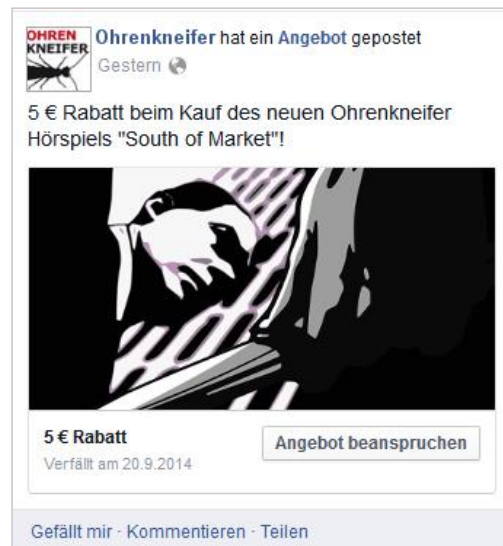 OHREN
KNEIFER
Ohrenkneifer hat ein Angebot gepostet
Gestern
5 € Rabatt beim Kauf des neuen Ohrenkneifer
Hörspiels "South of Market"!
5 € Rabatt
Verfällt am 20.9.2014
Angebot beanspruchen
Gefällt mir · Kommentieren · Teilen